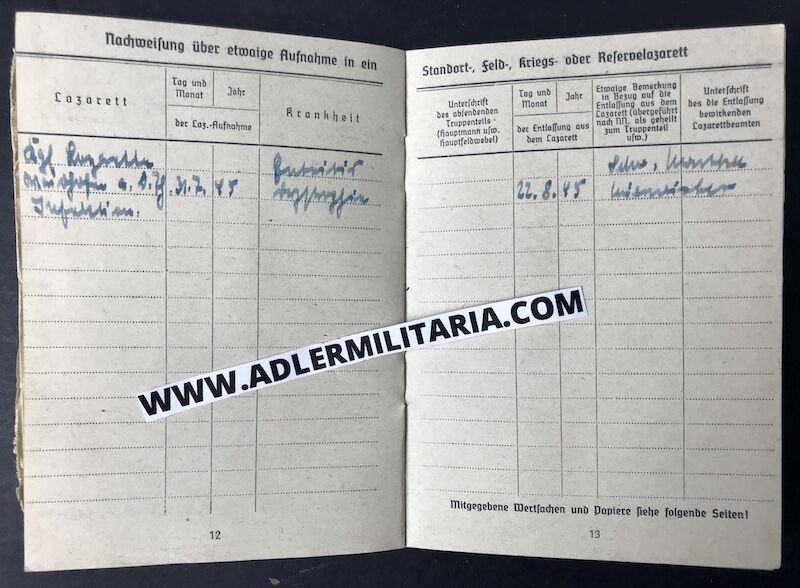 Nachweisung über etwaige Aufnahme in ein
Lazarett
Tag und
Monat
Jahr
der Laz.-Aufnahme
Krankheit
31. 7. 45
12
Standort-, Feld-, Kriegs- oder Reservelazarett
Unterschrift
des absendenden
Truppenteils
(Hauptmann usw.
Hauptfeldwebel)
Tag und
Monat
Jahr
der Entlassung aus
dem Lazarett
Etwaige Bemerkung
in Bezug auf die
Entlassung aus dem
Lazarett (übergeführt
nach NN. als geheilt
zum Truppenteil
usw.)
Unterschrift
des die Entlassung
bewirkenden
Lazarettbeamten
22. 8. 45
Mitgegebene Wertsachen und Papiere siehe folgende Seiten!
13
WWW.ADLERMILITARIA.COM